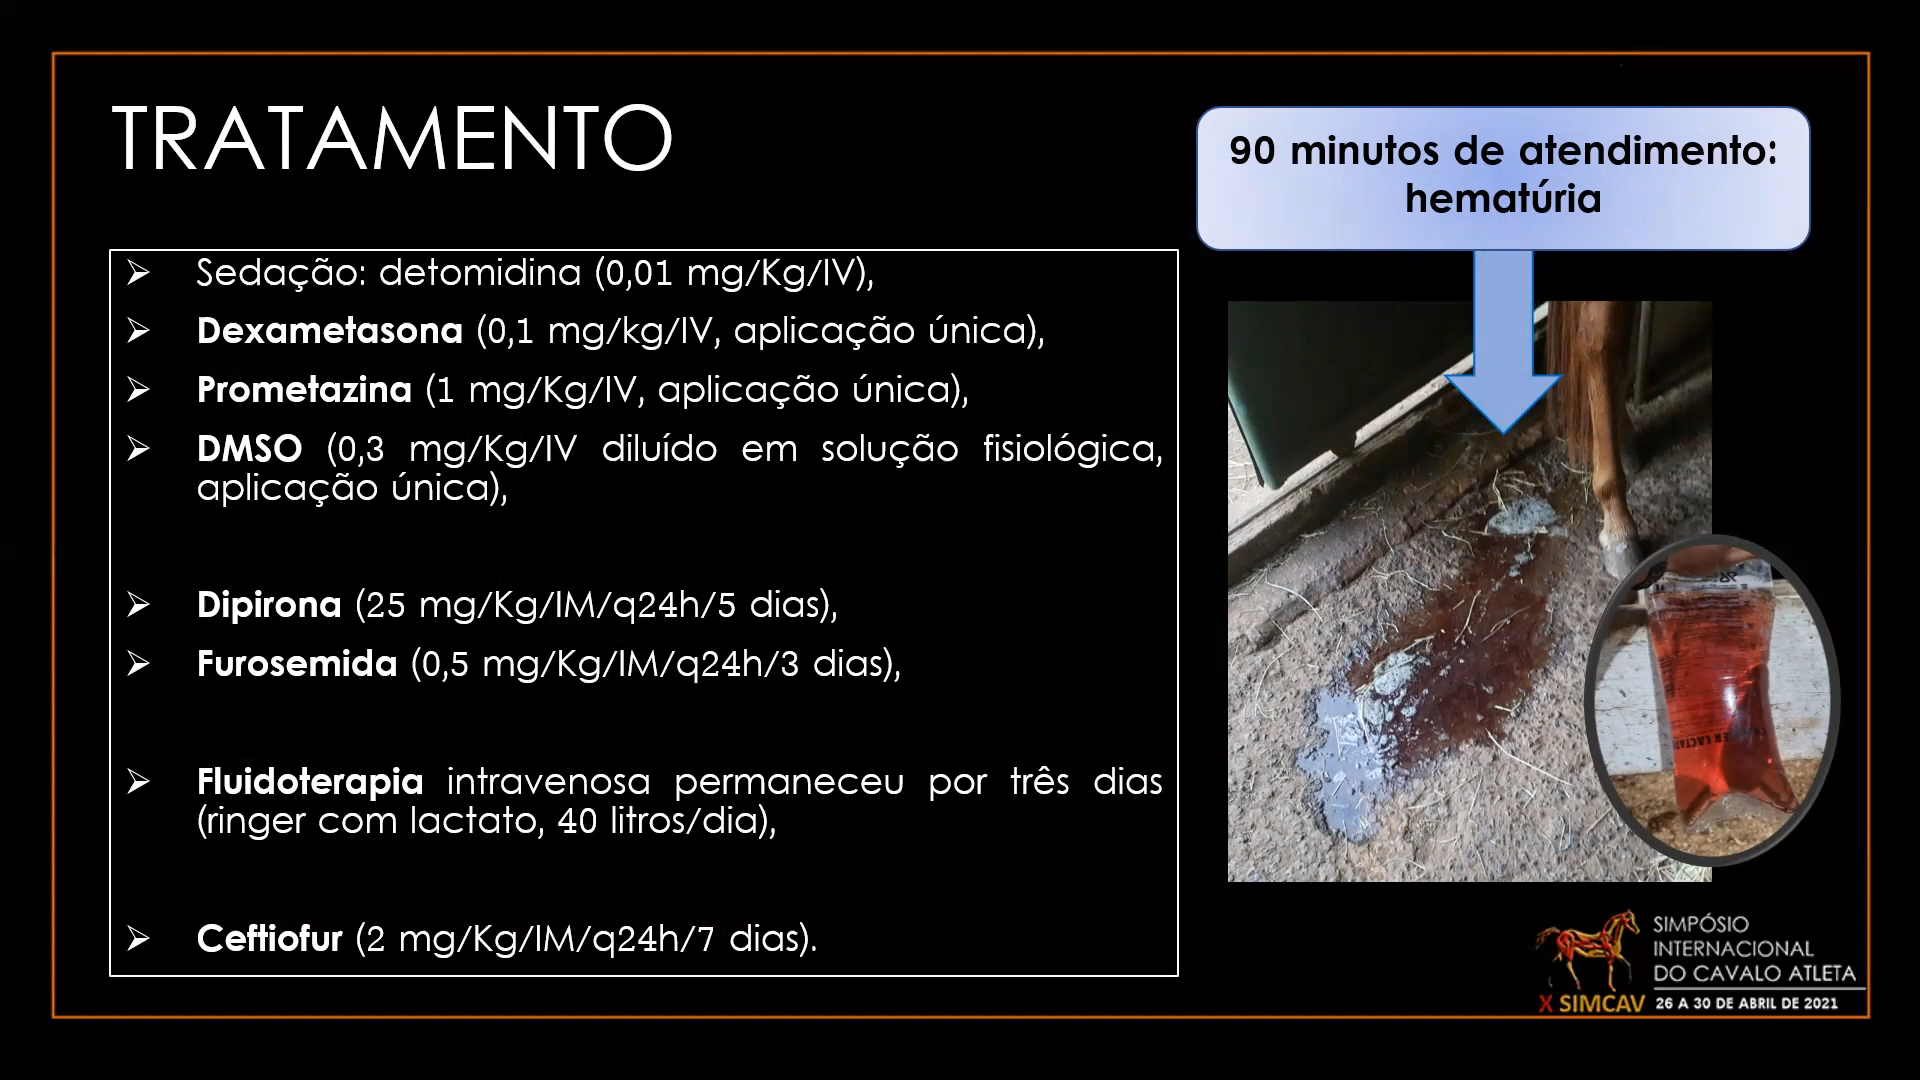 TRATAMENTO
90 minutos de atendimento:
hematúria
Sedação: detomidina (0,01 mg/Kg/IV),
Dexametasona (0,1 mg/kg/IV, aplicação única),
Prometazina (1 mg/Kg/IV, aplicação única),
DMSO (0,3 mg/Kg/IV diluído em solução fisiológica,
aplicação única),
Dipirona (25 mg/Kg/IM/q24h/5 dias),
Furosemida (0,5 mg/Kg/IM/q24h/3 dias),
Fluidoterapia intravenosa permaneceu por três dias
(ringer com lactato, 40 litros/dia),
Ceftiofur (2 mg/Kg/IM/q24h/7 dias).
SIMPÓSIO
INTERNACIONAL
DO CAVALO ATLETA
X SIMCAV 26 A 30 DE ABRIL DE 2021